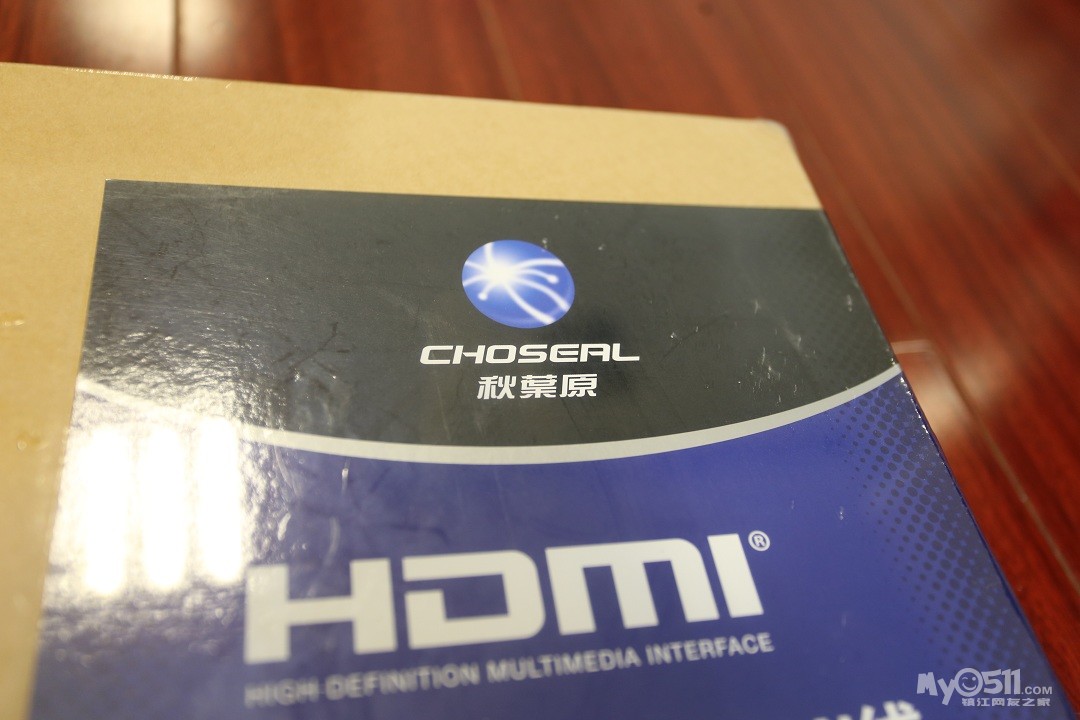 CHOSEAL
秋葉原
HDMI®
HIGH-DEFINITION MULTIMEDIA INTERFACE
My0511.COM
镇江网友之家